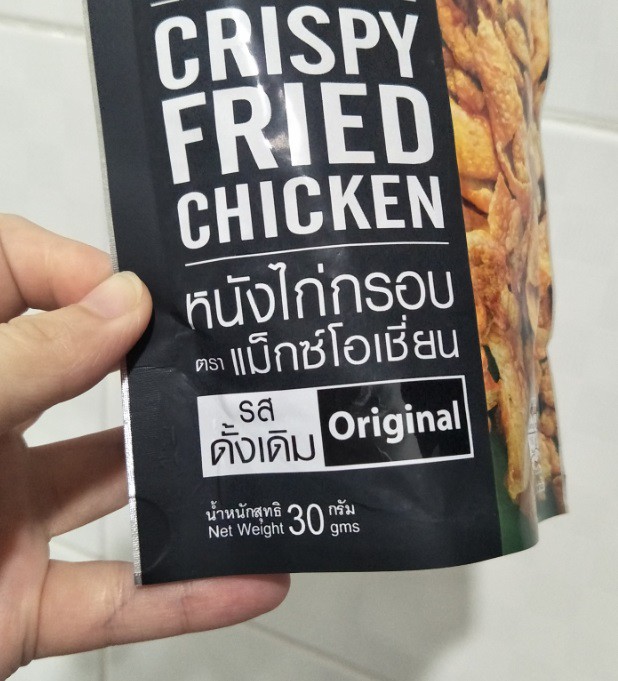 CRISPY
FRIED
CHICKEN
หนังไก่กรอบ
ตรา แม็กซ์โอเชี่ยน
รส
ดั้งเดิม
Original
น้ำหนักสุทธิ 30 กรัม
Net Weight gms